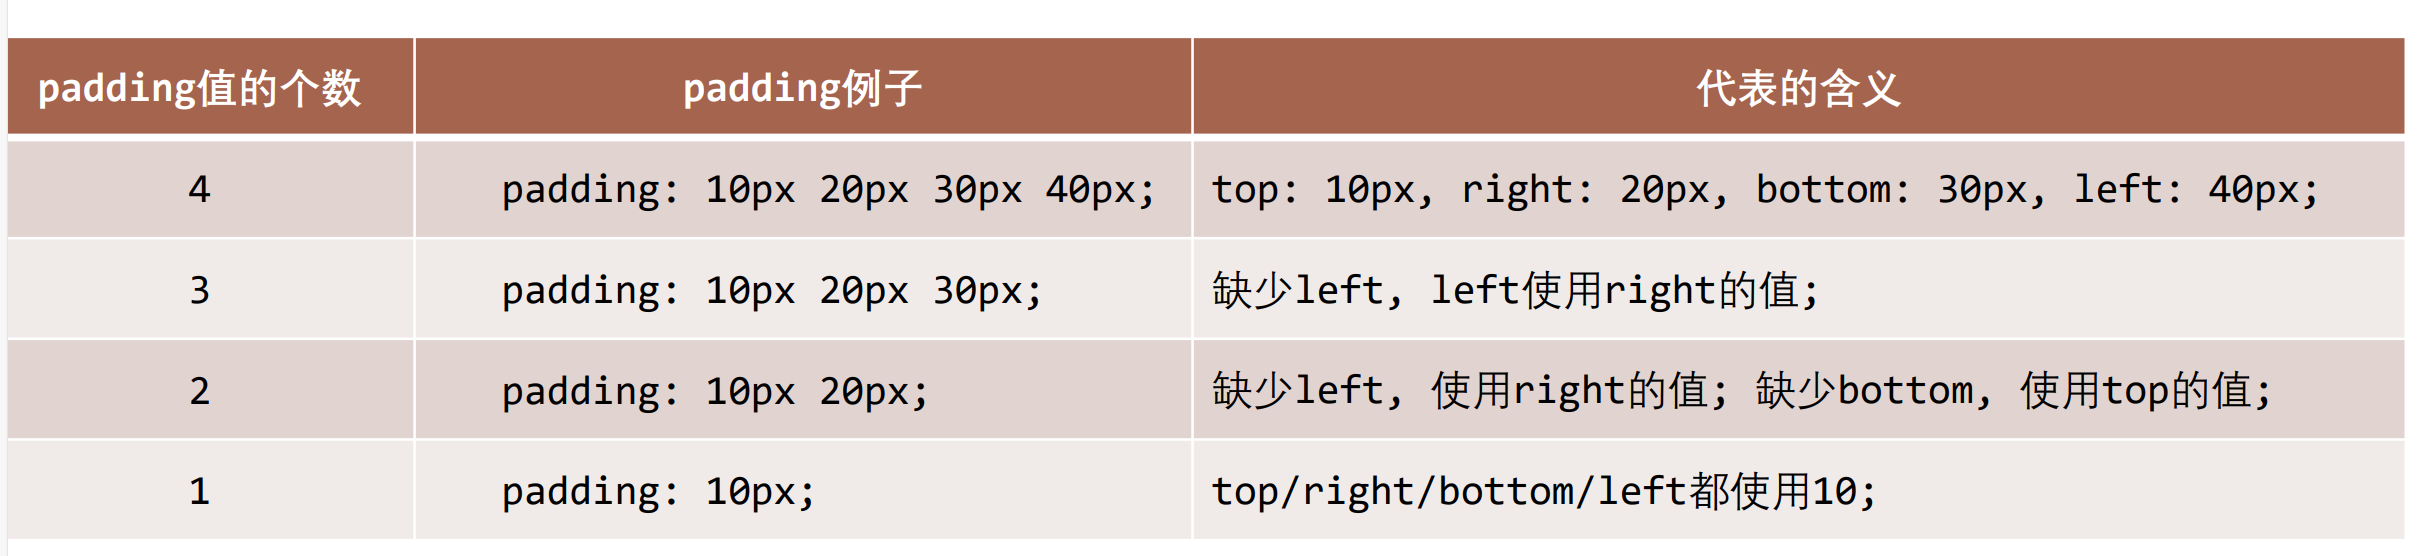 padding值的个数 padding例子 代表的含义
4 padding: 10px 20px 30px 40px; top: 10px, right: 20px, bottom: 30px, left: 40px;
3 padding: 10px 20px 30px; 缺少left, left使用right的值;
2 padding: 10px 20px; 缺少left, 使用right的值; 缺少bottom, 使用top的值;
1 padding: 10px; top/right/bottom/left都使用10;